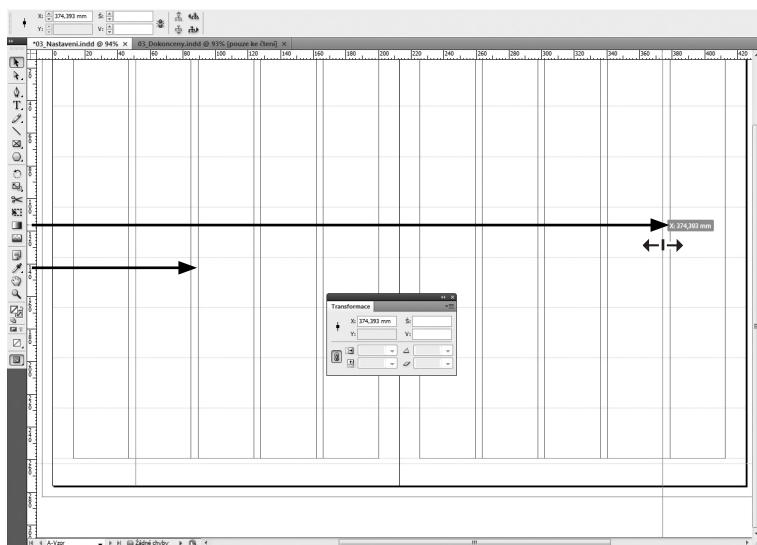 X: 374,393 mm Š:
Y: V:
*03_Nastaveni.indd @ 94% × 03_Dokonceny.indd @ 93% [pouze ke čtení] ×
0 20 40 60 80 100 120 140 160 180 200 220 240 260 280 300 320 340 360 380 400 420
X: 374,393 mm
Transformace
X: 374,393 mm Š:
Y: V:
A-Vzor Žádné chyby